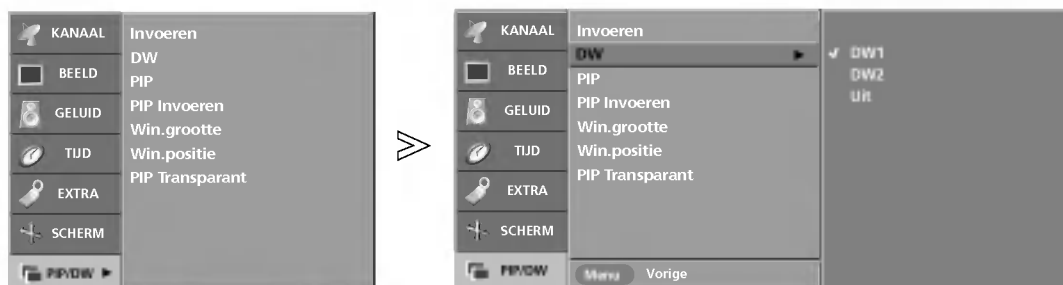 KANAAL
BEELD
GELUID
TIJD
EXTRA
SCHERM
PIP/DW ►
Invoeren
DW
PIP
PIP Invoeren
Win.grootte
Win.positie
PIP Transparant
KANAAL
BEELD
GELUID
TIJD
EXTRA
SCHERM
PIP/DW
Invoeren
DW ►
PIP
PIP Invoeren
Win.grootte
Win.positie
PIP Transparant
Menu Vorige
✓ DW1
DW2
Uit